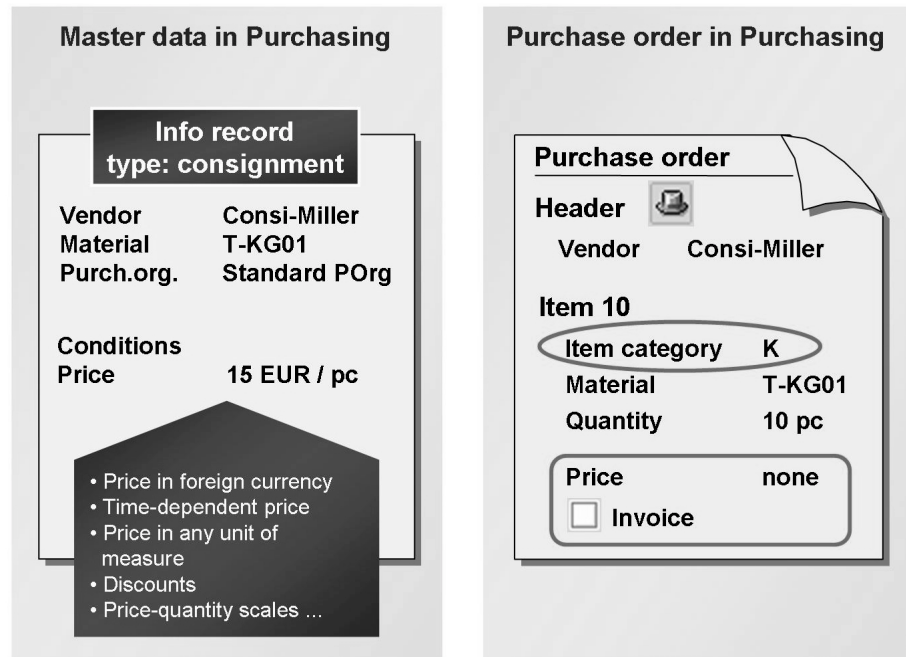 Master data in Purchasing
Info record
type: consignment
Vendor Consi-Miller
Material T-KG01
Purch.org. Standard POrg
Conditions
Price 15 EUR / pc
• Price in foreign currency
• Time-dependent price
• Price in any unit of
measure
• Discounts
• Price-quantity scales ...
Purchase order in Purchasing
Purchase order
Header
Vendor Consi-Miller
Item 10
Item category K
Material T-KG01
Quantity 10 pc
Price none
Invoice